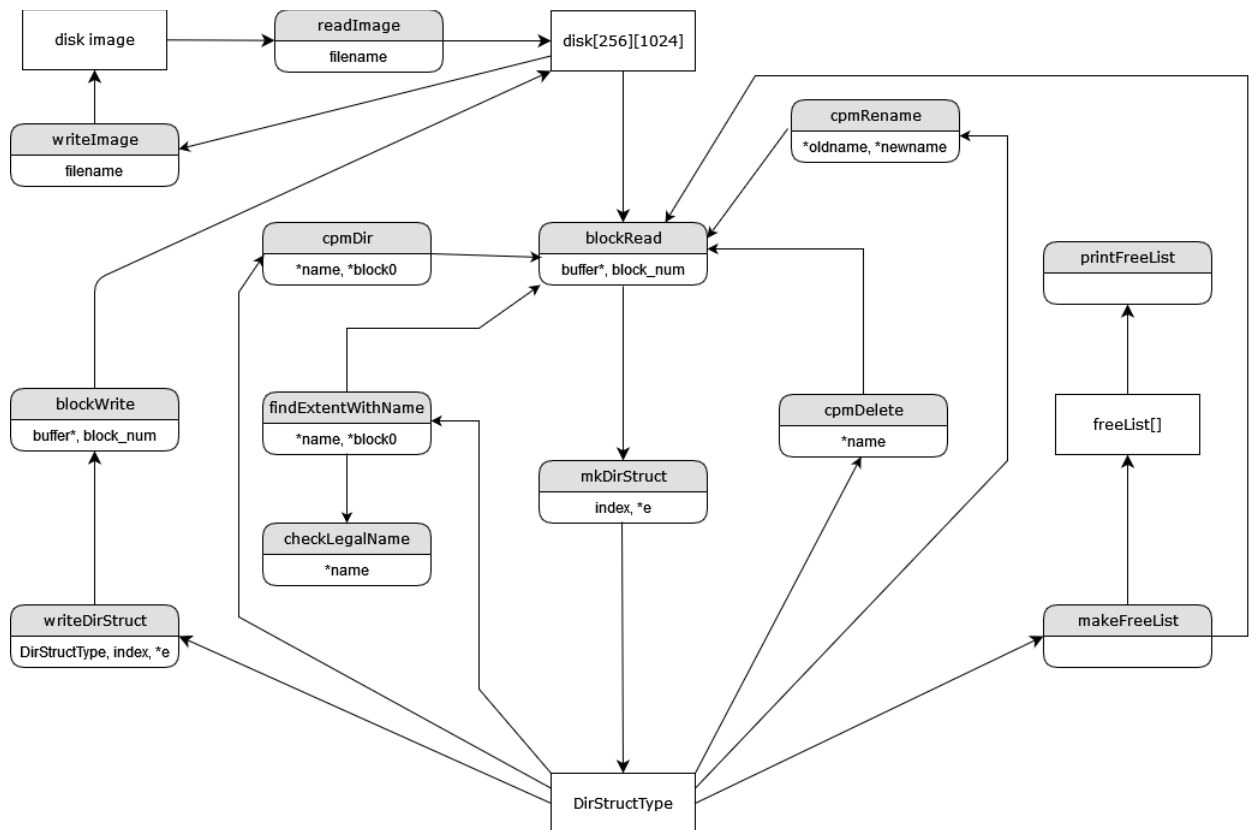 disk image
readImage
filename
disk[256][1024]
writeImage
filename
cpmRename
*oldname, *newname
cpmDir
*name, *block0
blockRead
buffer*, block_num
printFreeList
blockWrite
buffer*, block_num
findExtentWithName
*name, *block0
cpmDelete
*name
freeList[]
mkDirStruct
index, *e
checkLegalName
*name
writeDirStruct
DirStructType, index, *e
makeFreeList
DirStructType